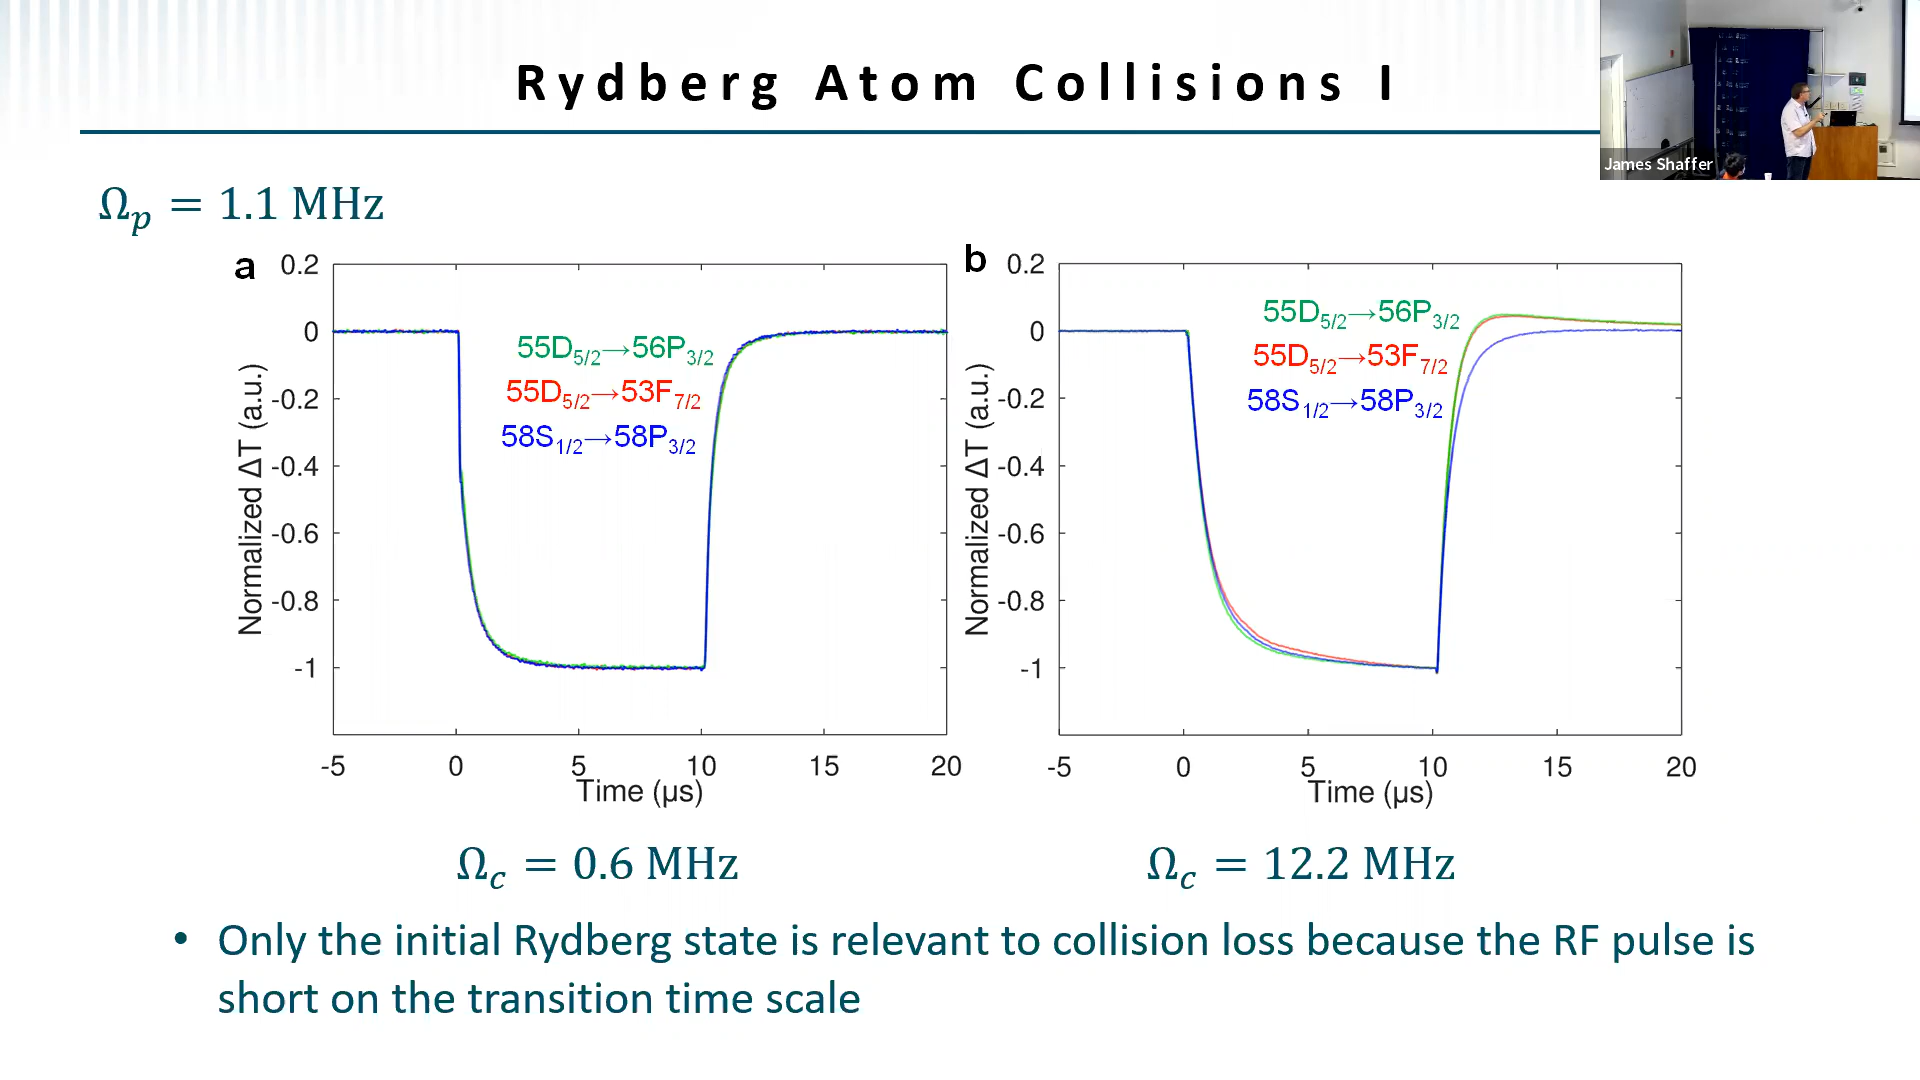 Rydberg Atom Collisions I
James Shaffer
Ωₚ = 1.1 MHz
a
0.2
0
-0.2
-0.4
-0.6
-0.8
-1
Normalized ΔT (a.u.)
55D5/2→56P3/2
55D5/2→53F7/2
58S1/2→58P3/2
-5 0 5 10 15 20
Time (μs)
b
0.2
0
-0.2
-0.4
-0.6
-0.8
-1
Normalized ΔT (a.u.)
55D5/2→56P3/2
55D5/2→53F7/2
58S1/2→58P3/2
-5 0 5 10 15 20
Time (μs)
Ωc = 0.6 MHz
Ωc = 12.2 MHz
• Only the initial Rydberg state is relevant to collision loss because the RF pulse is
short on the transition time scale